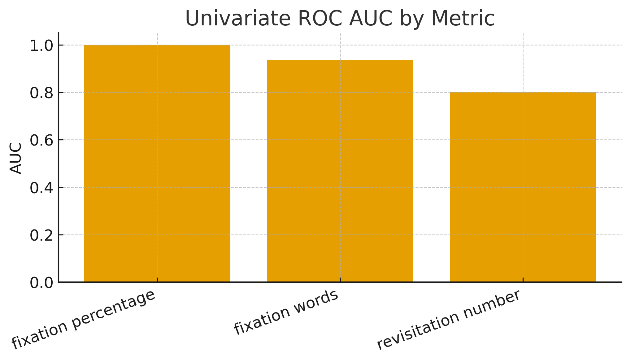 Univariate ROC AUC by Metric
1.0
0.8
0.6
0.4
0.2
0.0
AUC
fixation percentage
fixation words
revisitation number